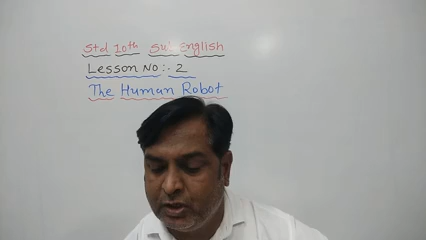 Std 10th Sub English
Lesson No :- 2
The Human Robot